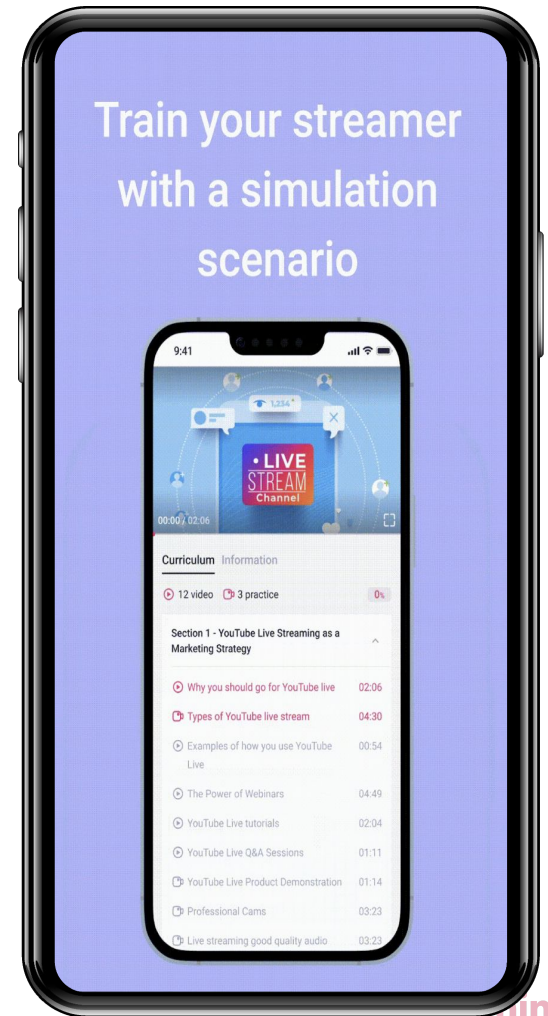 Train your streamer
with a simulation
scenario
9:41
1,234
• LIVE
STREAM
Channel
00:00 / 02:06
Curriculum Information
12 video 3 practice 0%
Section 1 - YouTube Live Streaming as a
Marketing Strategy
Why you should go for YouTube live 02:06
Types of YouTube live stream 04:30
Examples of how you use YouTube 00:54
Live
The Power of Webinars 04:49
YouTube Live tutorials 02:04
YouTube Live Q&A Sessions 01:11
YouTube Live Product Demonstration 01:14
Professional Cams 03:23
Live streaming good quality audio 03:23